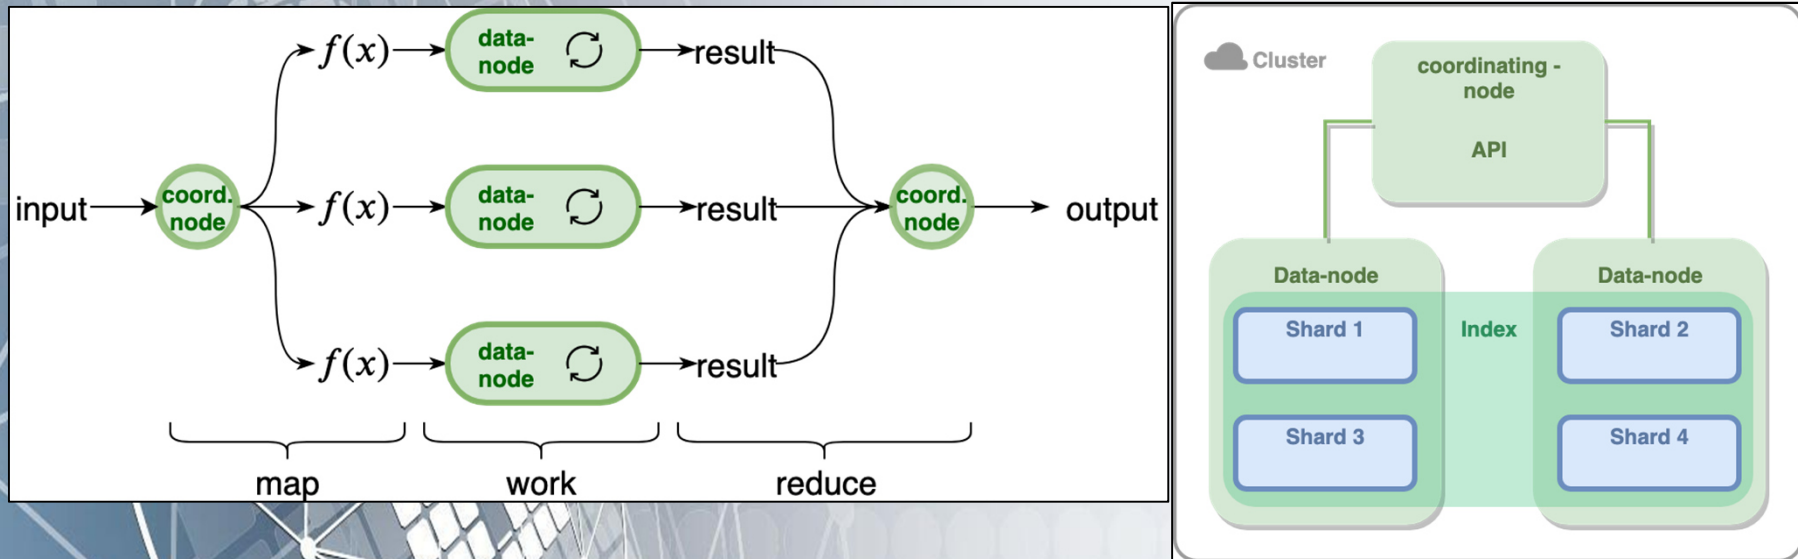 f(x)
data-
node
result
input
coord.
node
f(x)
data-
node
result
coord.
node
output
f(x)
data-
node
result
map
work
reduce
Cluster
coordinating -
node
API
Data-node
Data-node
Shard 1
Index
Shard 2
Shard 3
Shard 4